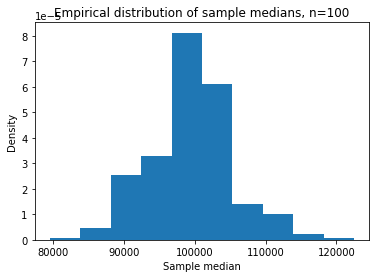 Empirical distribution of sample medians, n=100
1e−5
8
7
6
5
4
3
2
1
0
Density
80000 90000 100000 110000 120000
Sample median